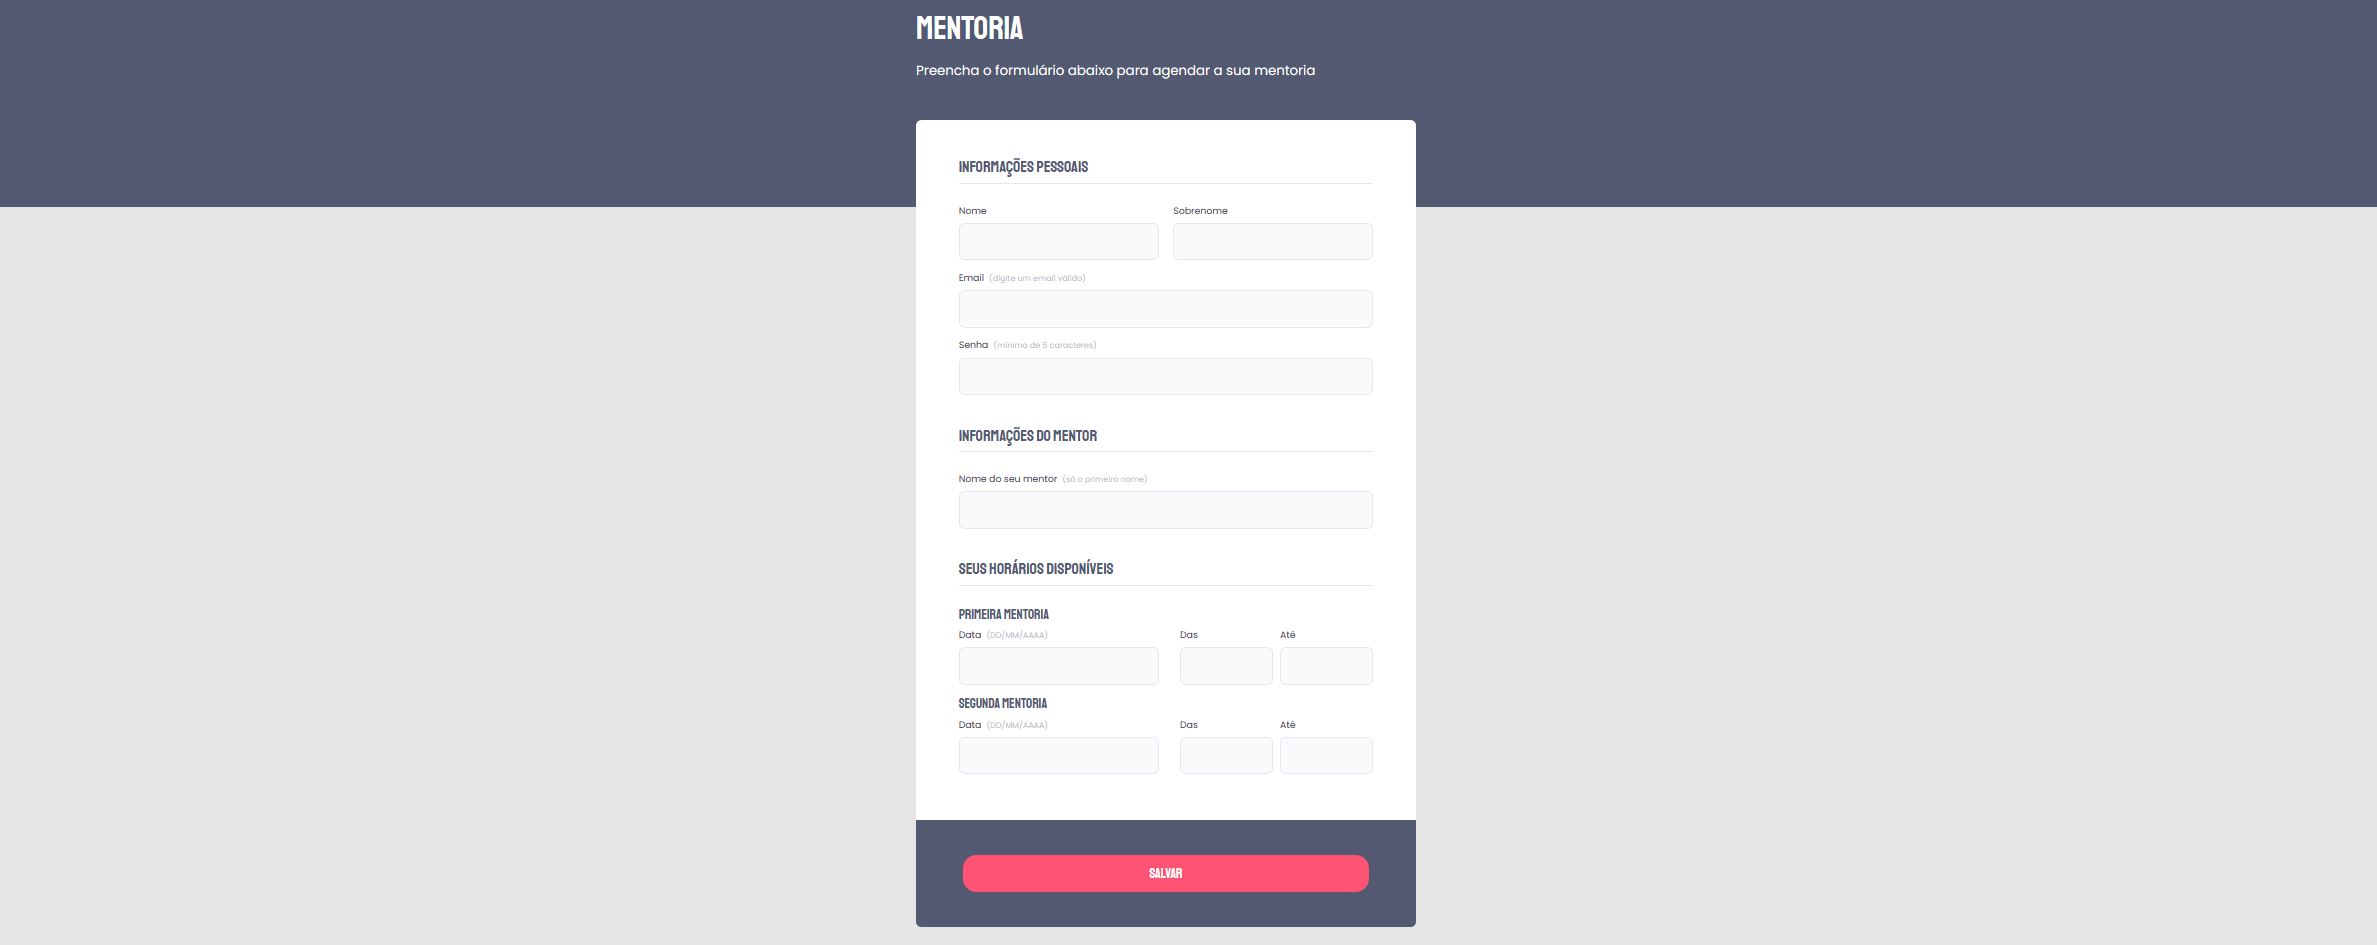 MENTORIA
Preencha o formulário abaixo para agendar a sua mentoria
INFORMAÇÕES PESSOAIS
Nome Sobrenome
Email (digite um email válido)
Senha (mínimo de 6 caracteres)
INFORMAÇÕES DO MENTOR
Nome do seu mentor (só o primeiro nome)
SEUS HORÁRIOS DISPONÍVEIS
PRIMEIRA MENTORIA
Data (DD/MM/AAAA) Das Até
SEGUNDA MENTORIA
Data (DD/MM/AAAA) Das Até
SALVAR